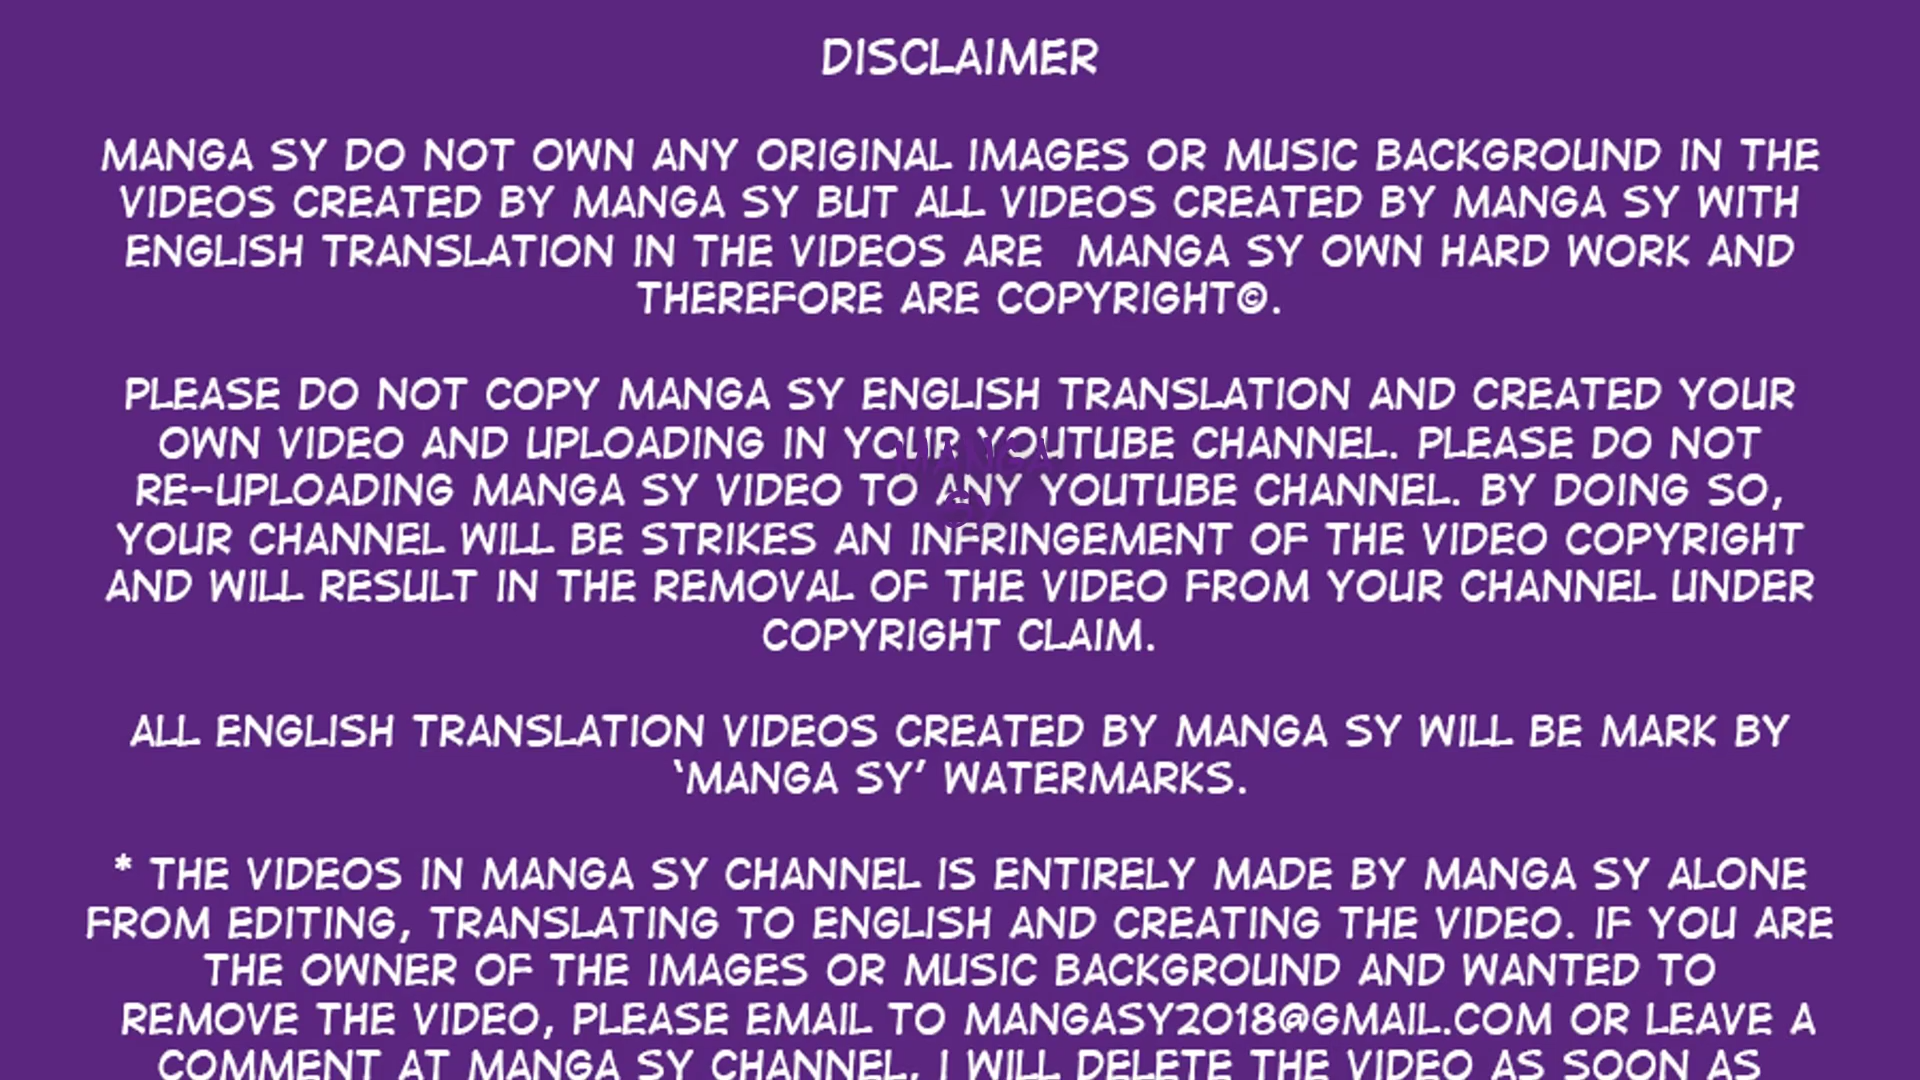 DISCLAIMER
MANGA SY DO NOT OWN ANY ORIGINAL IMAGES OR MUSIC BACKGROUND IN THE
VIDEOS CREATED BY MANGA SY BUT ALL VIDEOS CREATED BY MANGA SY WITH
ENGLISH TRANSLATION IN THE VIDEOS ARE MANGA SY OWN HARD WORK AND
THEREFORE ARE COPYRIGHT©.
PLEASE DO NOT COPY MANGA SY ENGLISH TRANSLATION AND CREATED YOUR
OWN VIDEO AND UPLOADING IN YOUR YOUTUBE CHANNEL. PLEASE DO NOT
RE-UPLOADING MANGA SY VIDEO TO ANY YOUTUBE CHANNEL. BY DOING SO,
YOUR CHANNEL WILL BE STRIKES AN INFRINGEMENT OF THE VIDEO COPYRIGHT
AND WILL RESULT IN THE REMOVAL OF THE VIDEO FROM YOUR CHANNEL UNDER
COPYRIGHT CLAIM.
ALL ENGLISH TRANSLATION VIDEOS CREATED BY MANGA SY WILL BE MARK BY
‘MANGA SY’ WATERMARKS.
* THE VIDEOS IN MANGA SY CHANNEL IS ENTIRELY MADE BY MANGA SY ALONE
FROM EDITING, TRANSLATING TO ENGLISH AND CREATING THE VIDEO. IF YOU ARE
THE OWNER OF THE IMAGES OR MUSIC BACKGROUND AND WANTED TO
REMOVE THE VIDEO, PLEASE EMAIL TO MANGASY2018@GMAIL.COM OR LEAVE A
COMMENT AT MANGA SY CHANNEL, I WILL DELETE THE VIDEO AS SOON AS
MANGA
SY